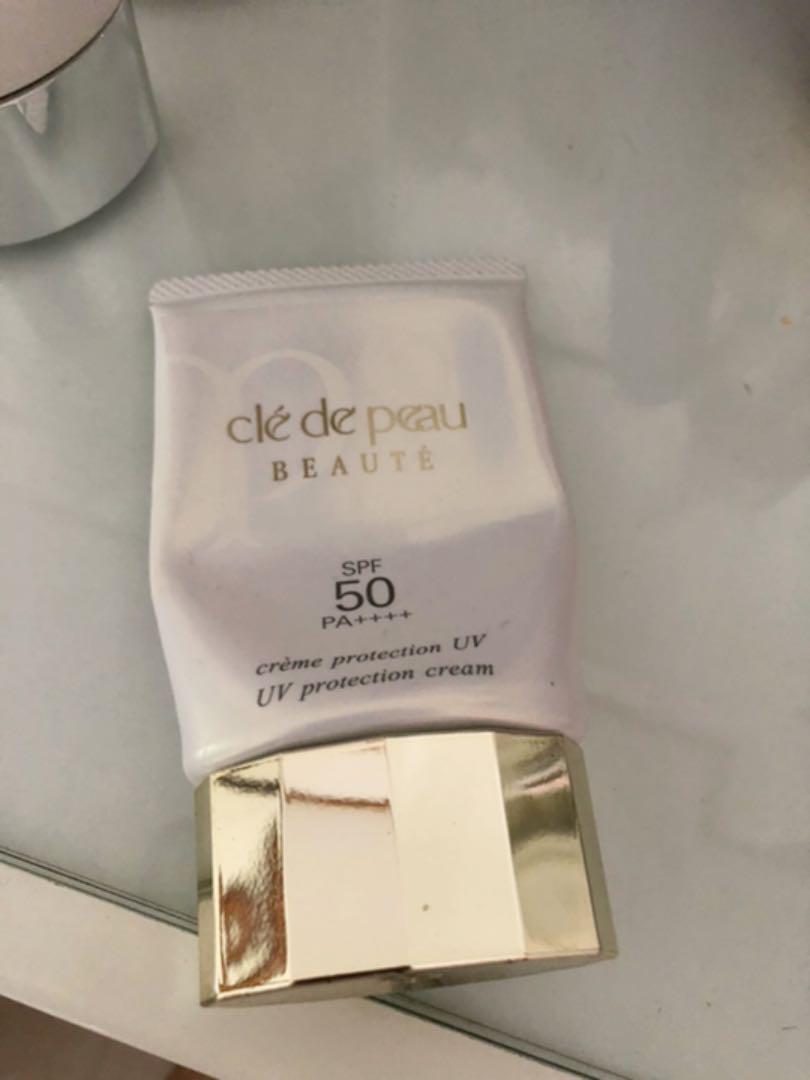 clé de peau
BEAUTÉ
SPF
50
PA++++
crème protection UV
UV protection cream